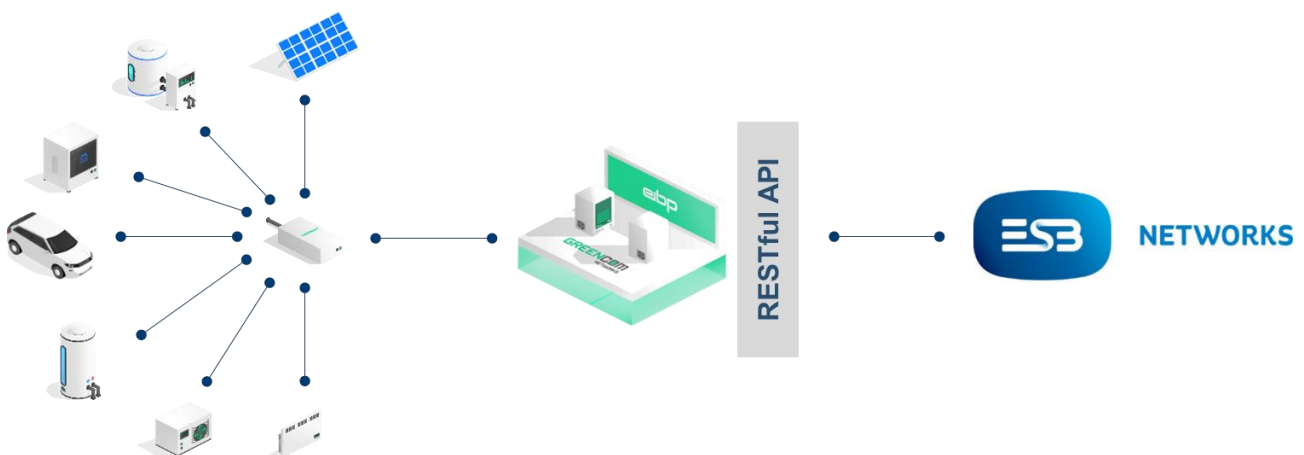 eibp
GREENCOM
NETWORKS
RESTful API
ESB
NETWORKS